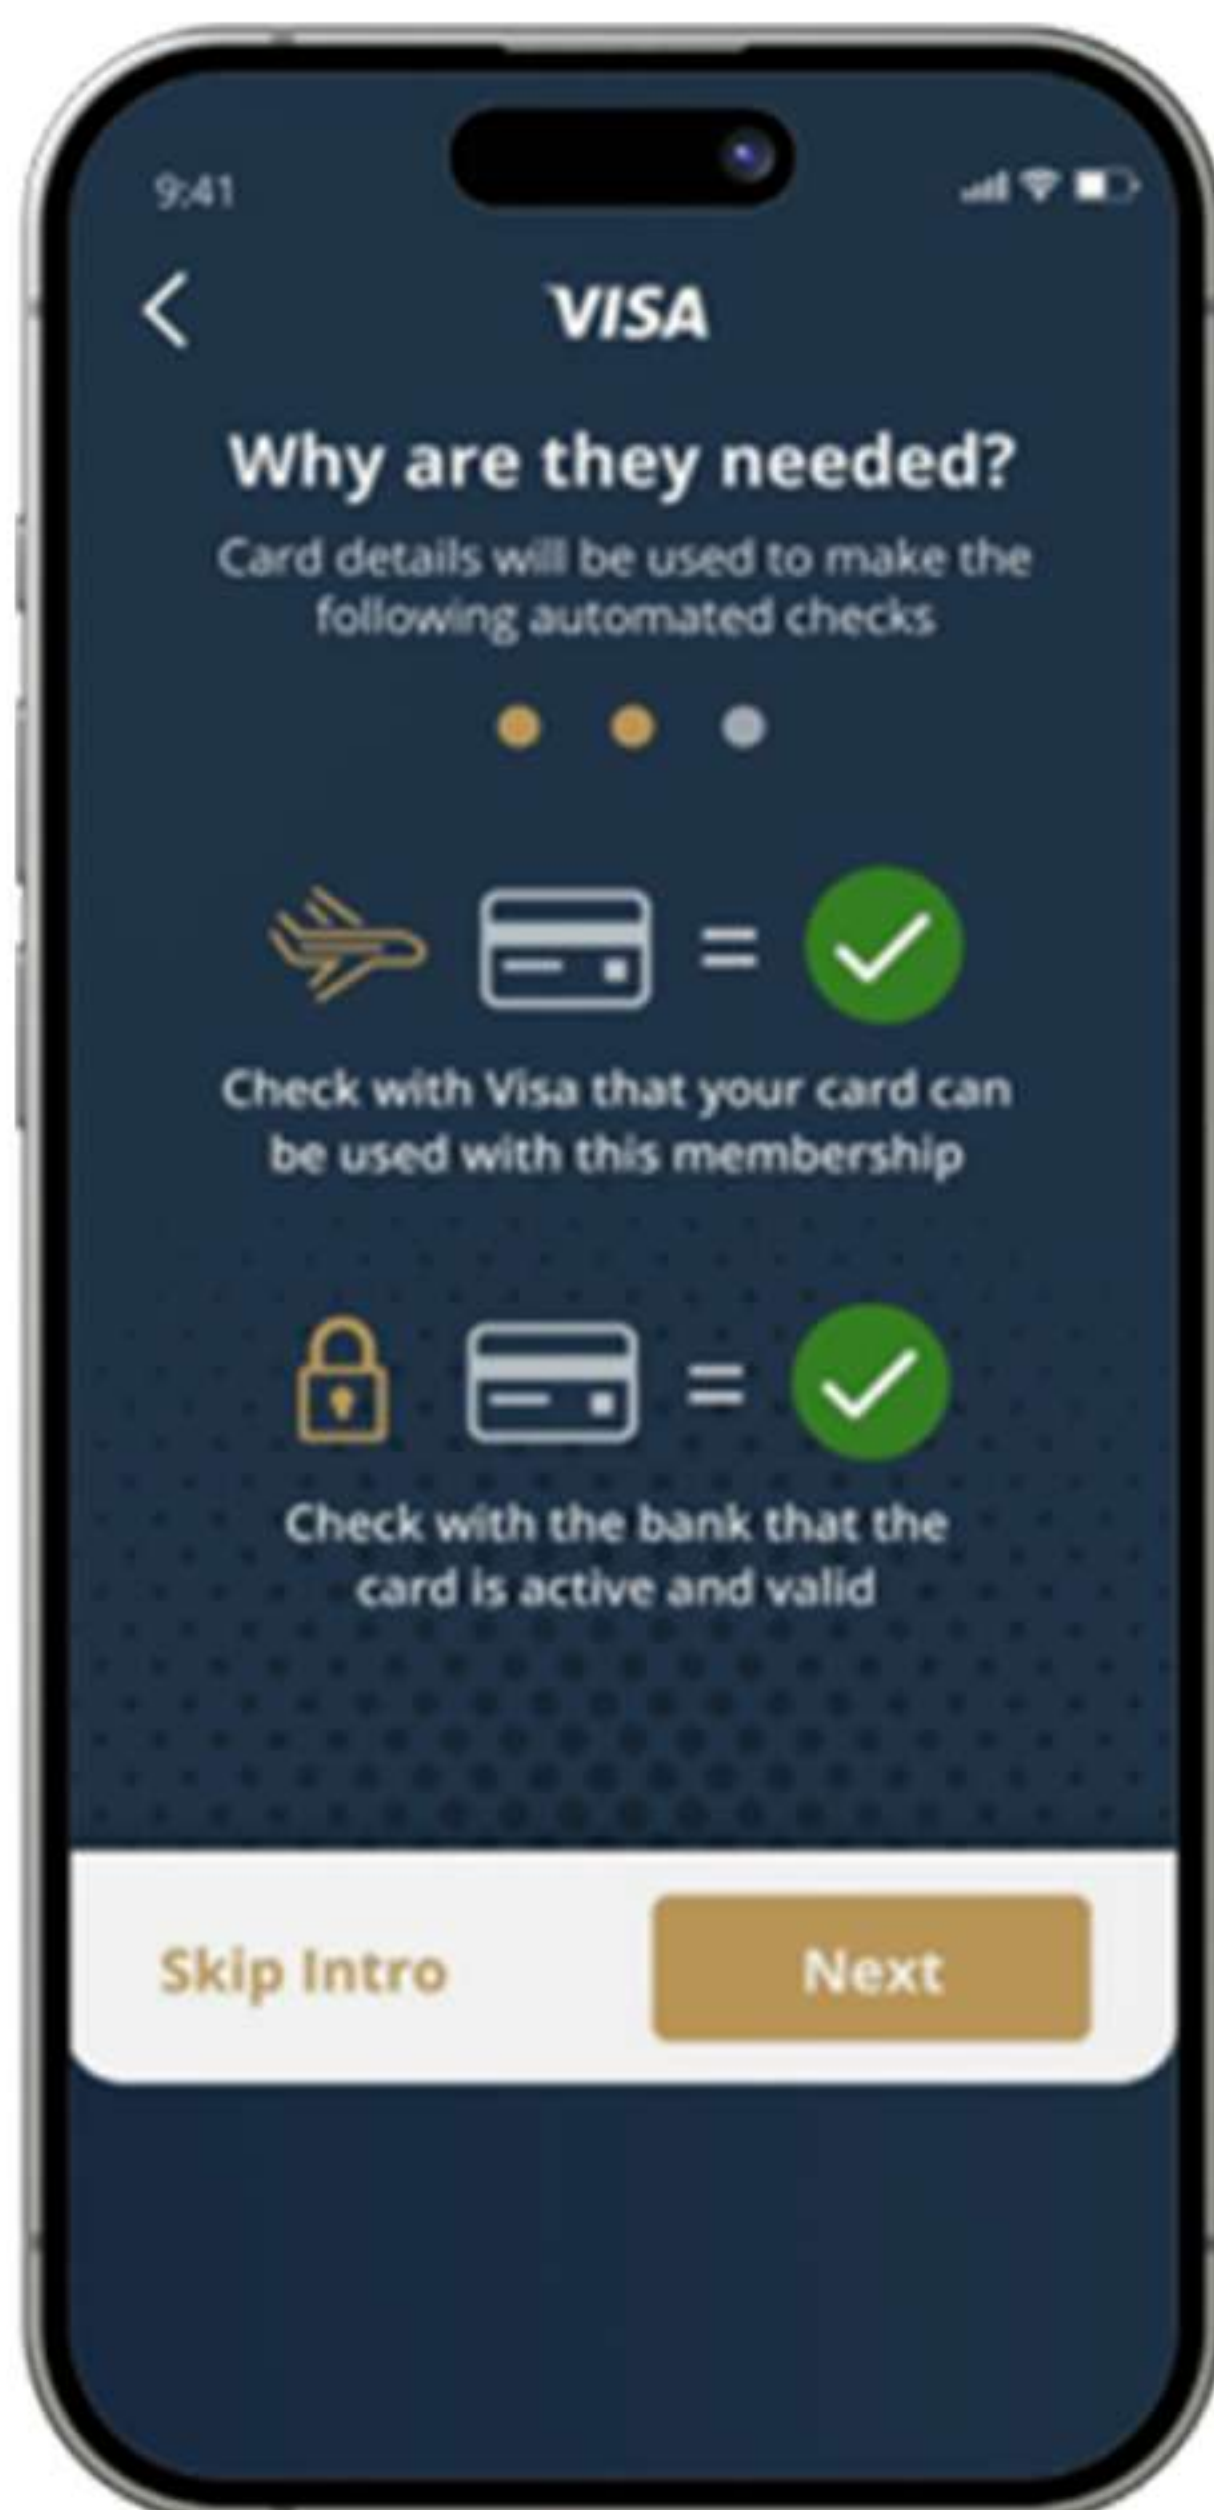 9:41
VISA
Why are they needed?
Card details will be used to make the
following automated checks
Check with Visa that your card can
be used with this membership
Check with the bank that the
card is active and valid
Skip Intro
Next